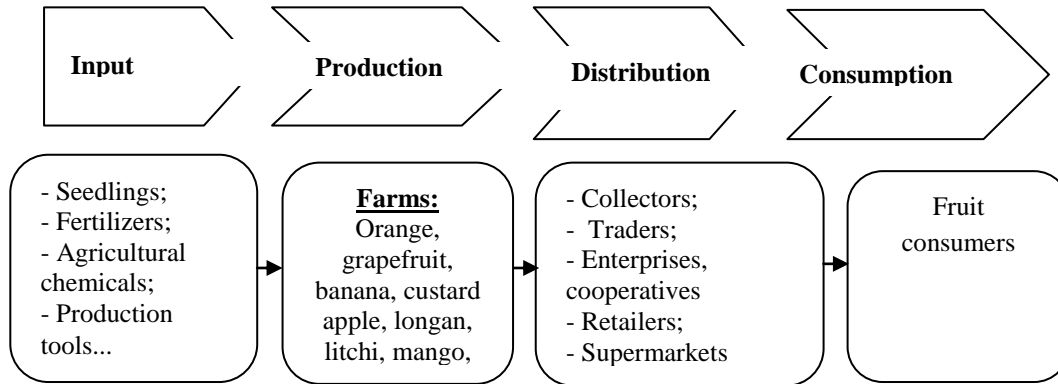 Input
Production
Distribution
Consumption
- Seedlings;
- Fertilizers;
- Agricultural
chemicals;
- Production
tools...
Farms:
Orange,
grapefruit,
banana, custard
apple, longan,
litchi, mango,
- Collectors;
- Traders;
- Enterprises,
cooperatives
- Retailers;
- Supermarkets
Fruit
consumers